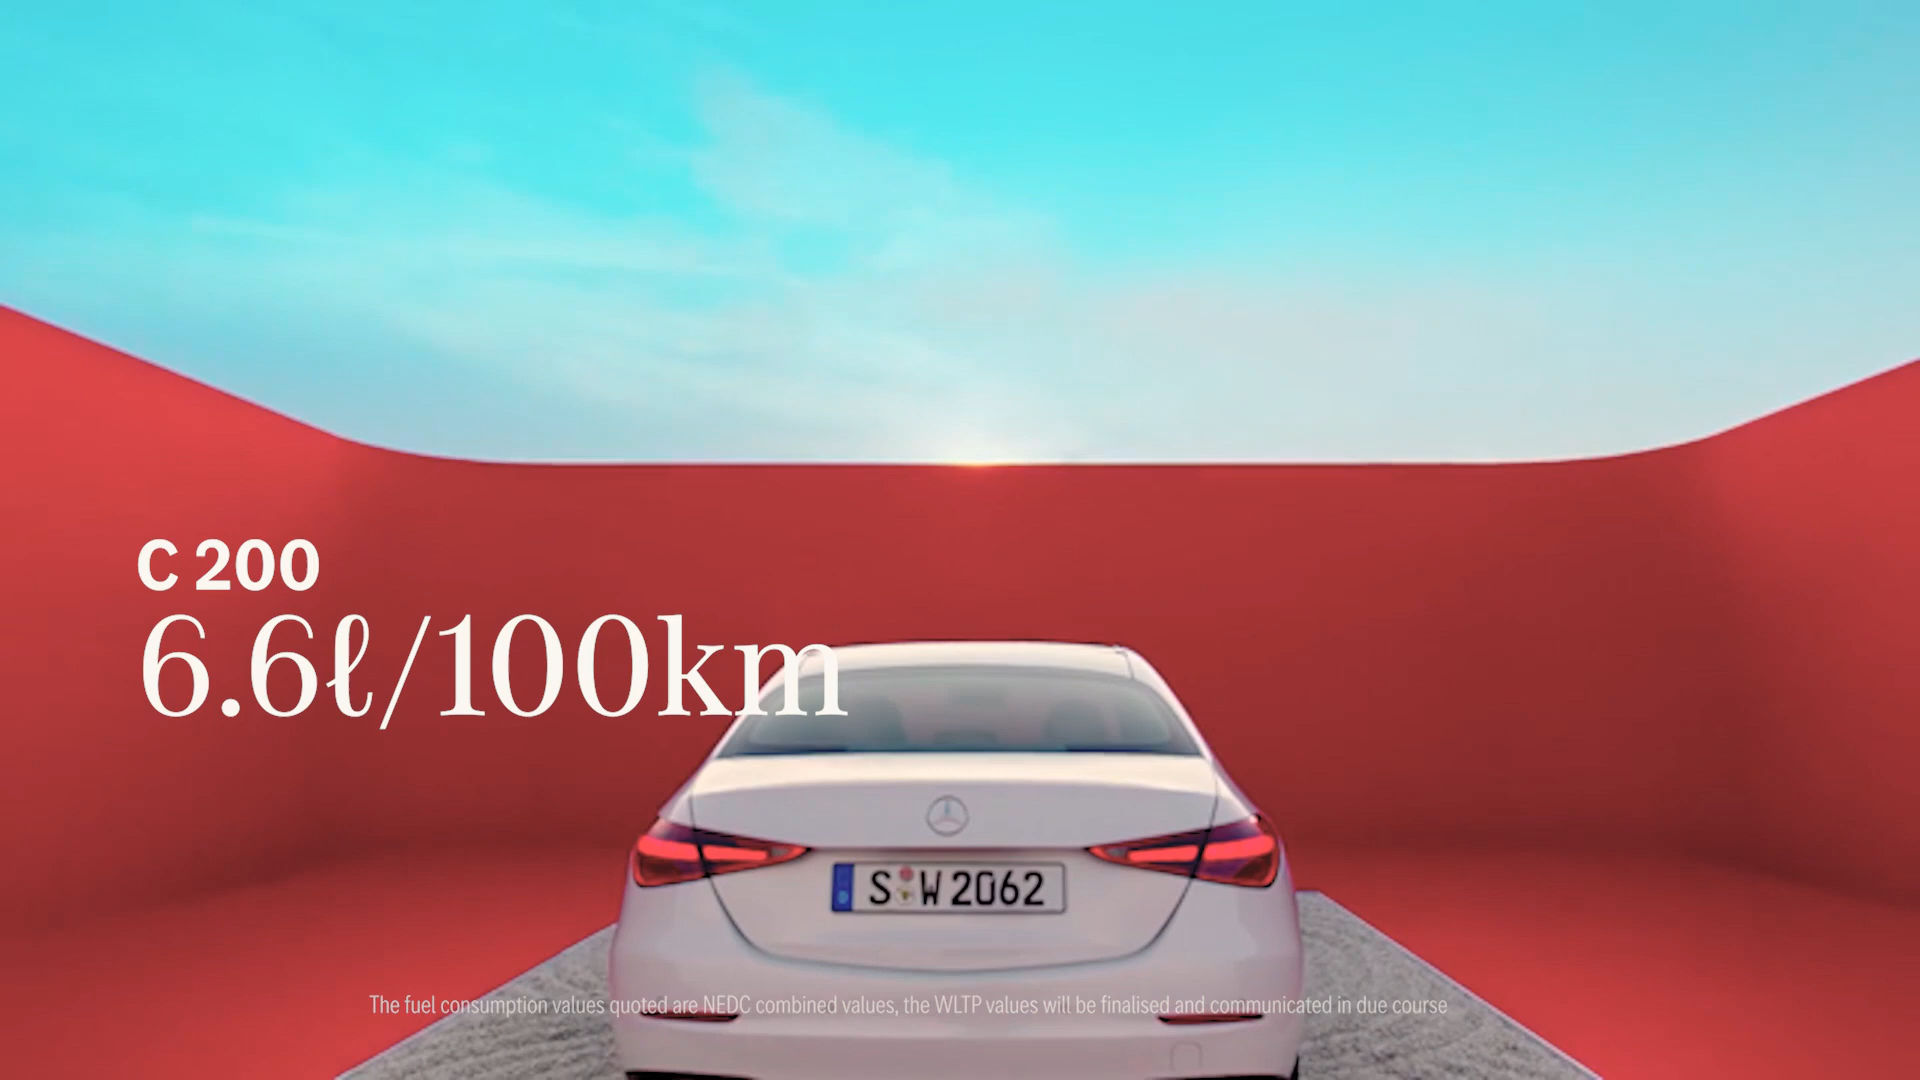 C 200
6.6ℓ/100km
S W 2062
The fuel consumption values quoted are NEDC combined values, the WLTP values will be finalised and communicated in due course